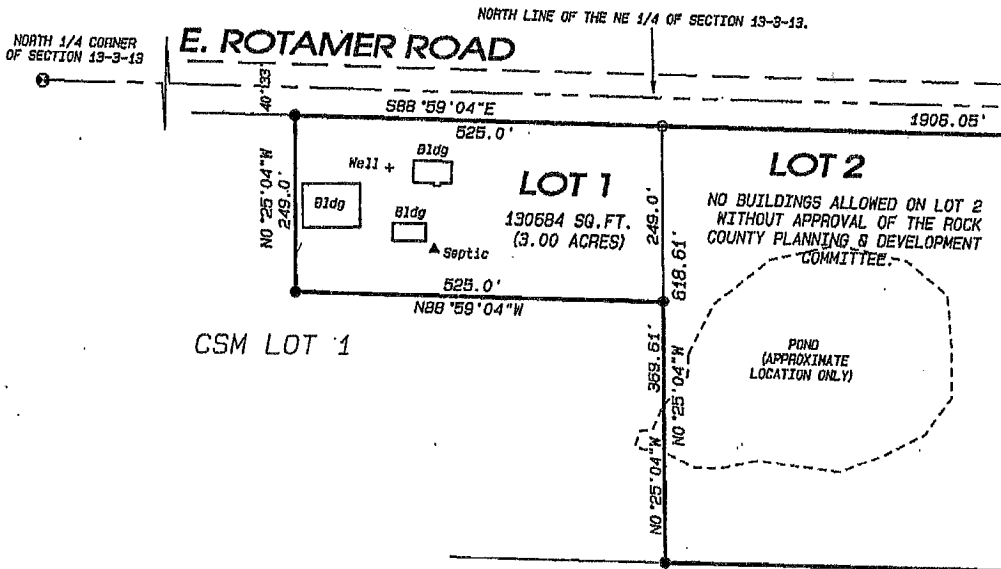 NORTH LINE OF THE NE 1/4 OF SECTION 13-3-13.
NORTH 1/4 CORNER
OF SECTION 13-3-13
E. ROTAMER ROAD
40'
33'
S88°59'04"E
525.0'
1906.05'
N0°25'04"W
249.0'
Well +
Bldg
Bldg
Bldg
Septic
LOT 1
130684 SQ.FT.
(3.00 ACRES)
249.0'
618.61'
LOT 2
NO BUILDINGS ALLOWED ON LOT 2
WITHOUT APPROVAL OF THE ROCK
COUNTY PLANNING & DEVELOPMENT
COMMITTEE.
525.0'
N88°59'04"W
CSM LOT 1
369.61'
N0°25'04"W
N0°25'04"W
POND
(APPROXIMATE
LOCATION ONLY)